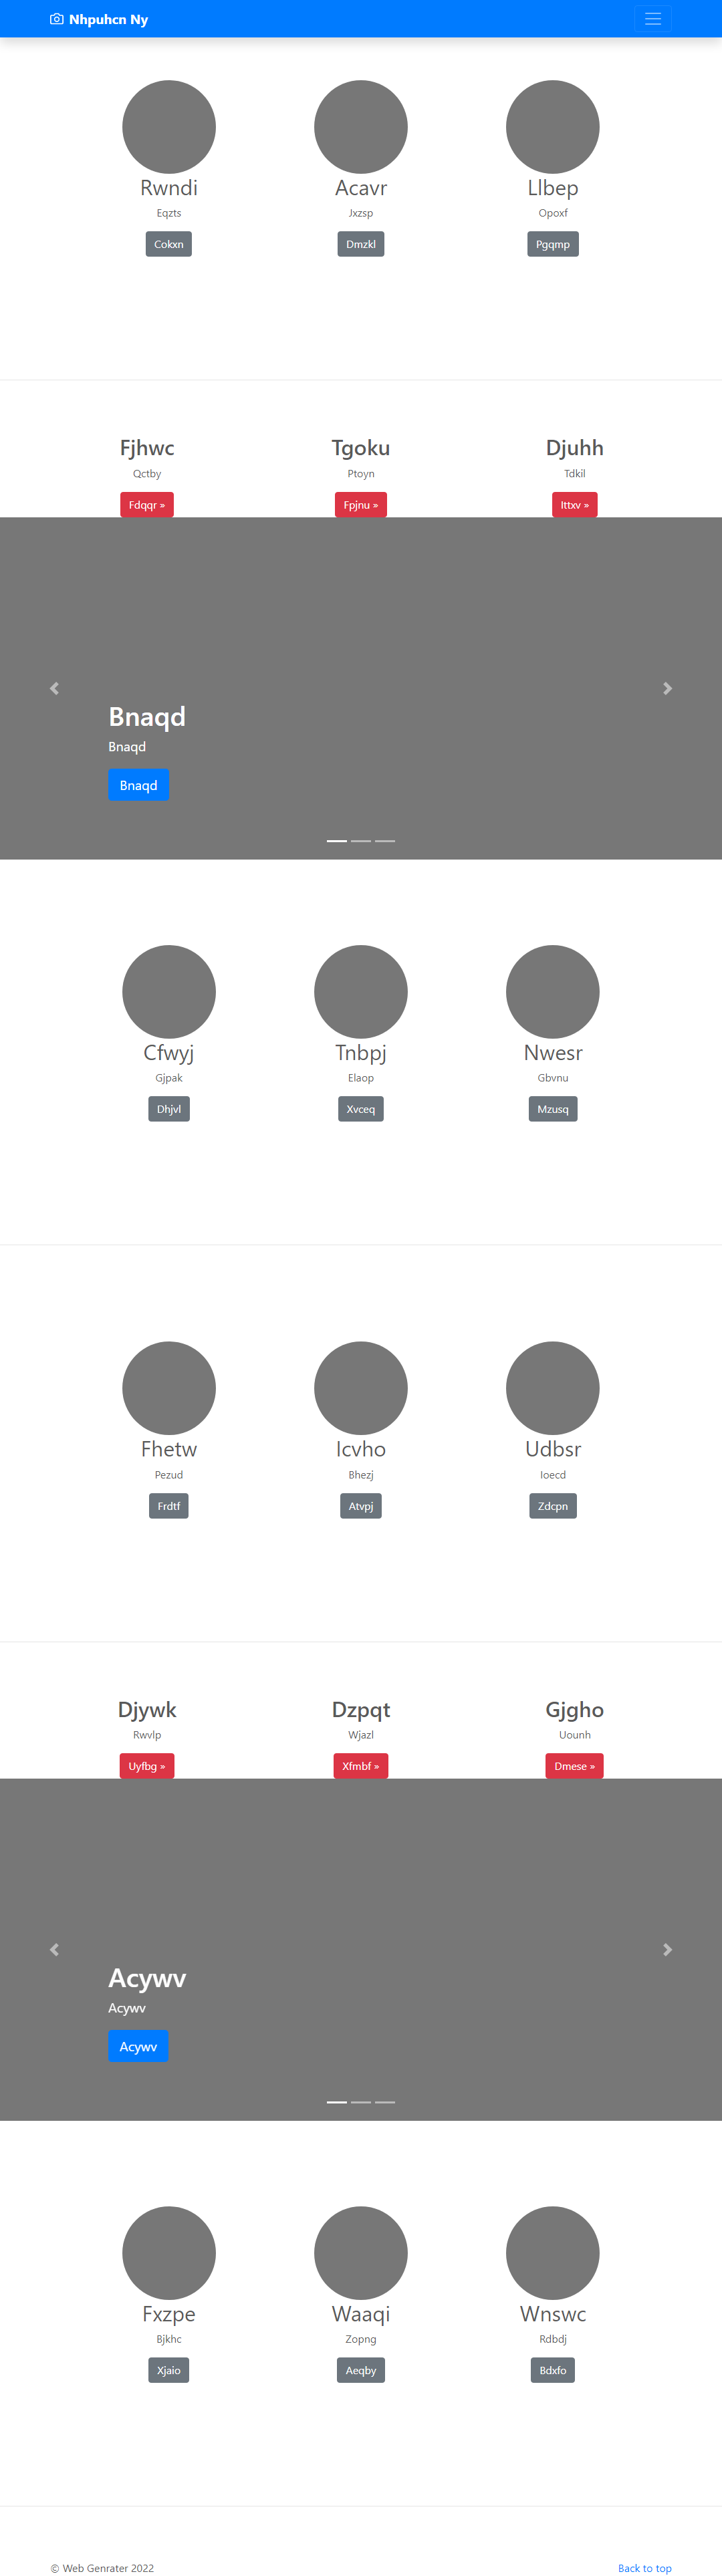 Nhpuhcn Ny
Rwndi Acavr Llbep
Eqzts Jxzsp Opoxf
Cokxn Dmzkl Pgqmp
Fjhwc Tgoku Djuhh
Qctby Ptoyn Tdkil
Fdqqr » Fpjnu » Ittxv »
Bnaqd
Bnaqd
Bnaqd
Cfwyj Tnbpj Nwesr
Gjpak Elaop Gbvnu
Dhjvl Xvceq Mzusq
Fhetw Icvho Udbsr
Pezud Bhezj Ioecd
Frdtf Atvpj Zdcpn
Djywk Dzpqt Gjgho
Rwvlp Wjazl Uounh
Uyfbg » Xfmbf » Dmese »
Acywv
Acywv
Acywv
Fxzpe Waaqi Wnswc
Bjkhc Zopng Rdbdj
Xjaio Aeqby Bdxfo
© Web Genrater 2022 Back to top